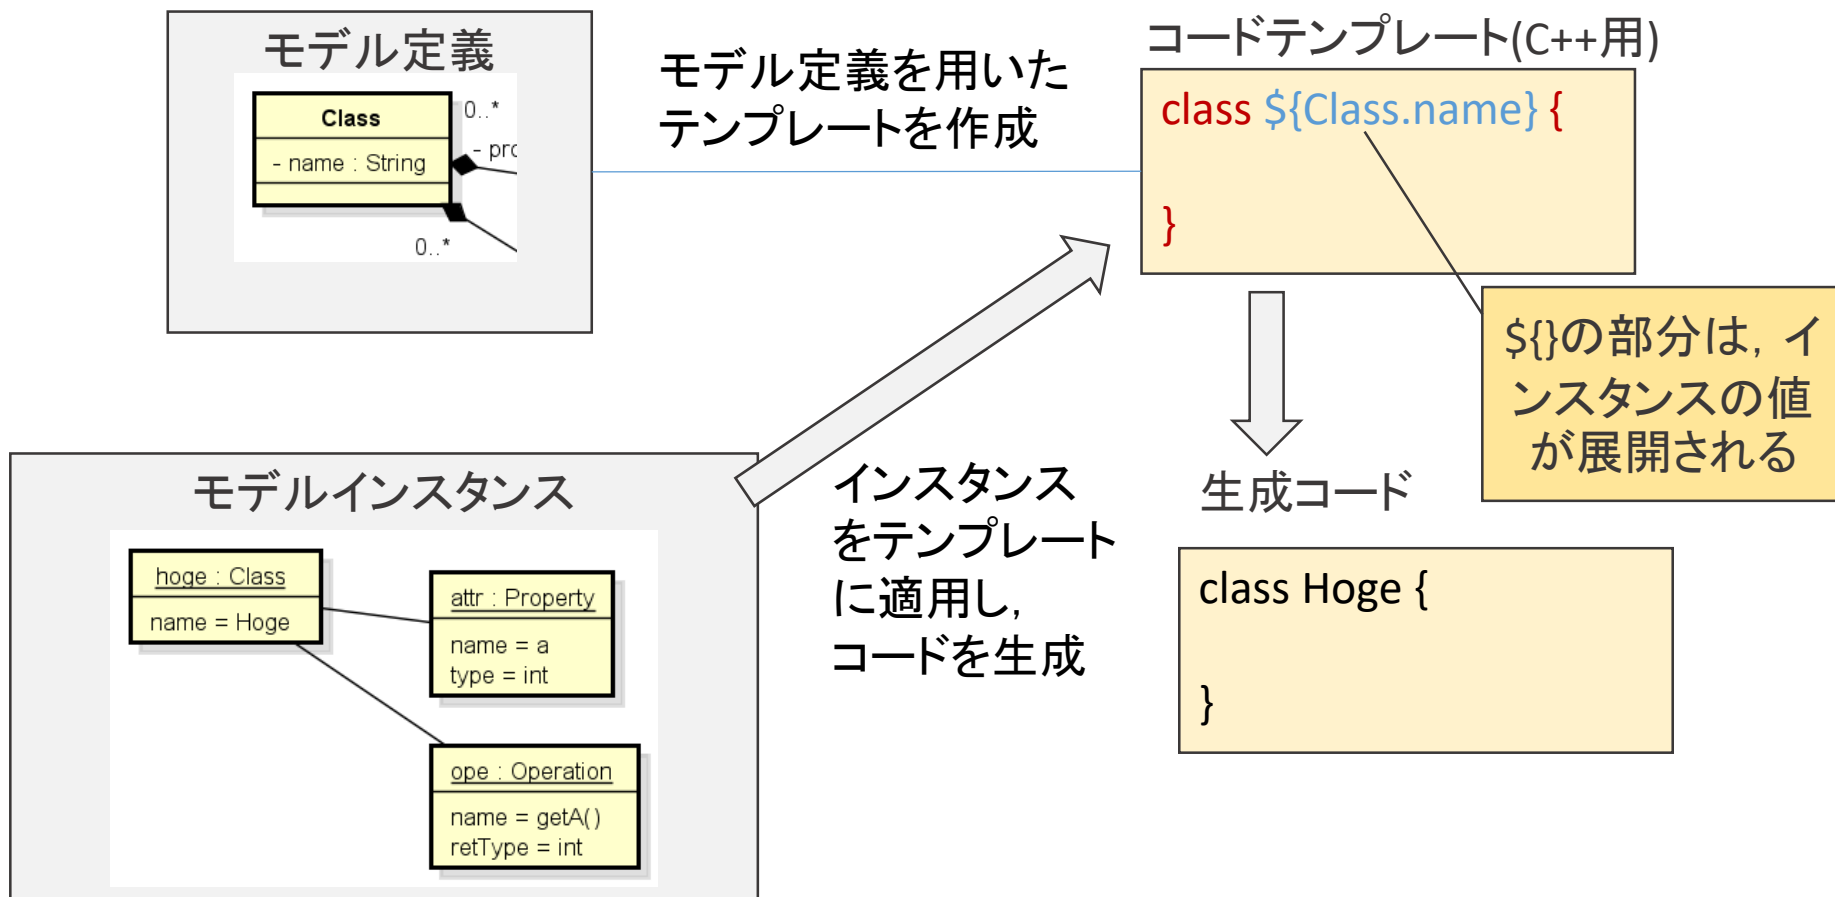 モデル定義
Class
- name : String
0..*
- pro
0..*
モデル定義を用いた
テンプレートを作成
コードテンプレート(C++用)
class ${Class.name} {
}
${}の部分は，イ
ンスタンスの値
が展開される
モデルインスタンス
hoge : Class
name = Hoge
attr : Property
name = a
type = int
ope : Operation
name = getA()
retType = int
インスタンス
をテンプレート
に適用し，
コードを生成
生成コード
class Hoge {
}